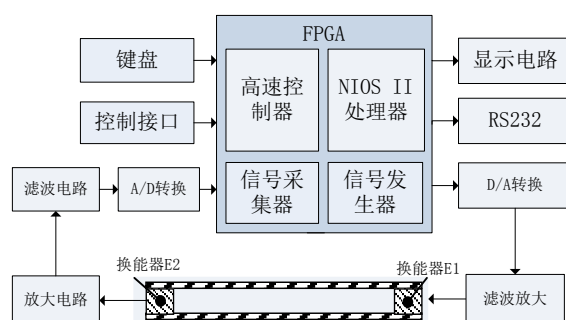 FPGA
键盘
高速控
制器
NIOS II
处理器
显示电路
控制接口
RS232
滤波电路
A/D转换
信号采
集器
信号发
生器
D/A转换
换能器E2
换能器E1
放大电路
滤波放大